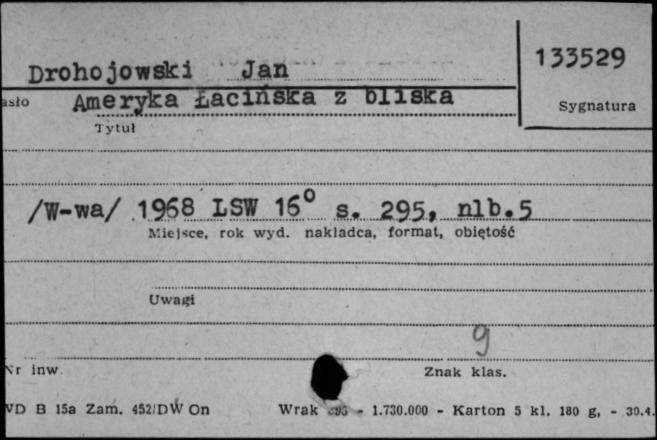 Drohojowski Jan
133529
asło Ameryka Łacińska z bliska
Sygnatura
Tytuł
/W-wa/ 1968 LSW 16° s. 295, nlb.5
Miejsce, rok wyd. nakładca, format, objętość
Uwagi
9
Nr inw.
Znak klas.
WD B 15a Zam. 452/DW On Wrak - 1.730.000 - Karton 5 kl. 180 g, - 30.4.